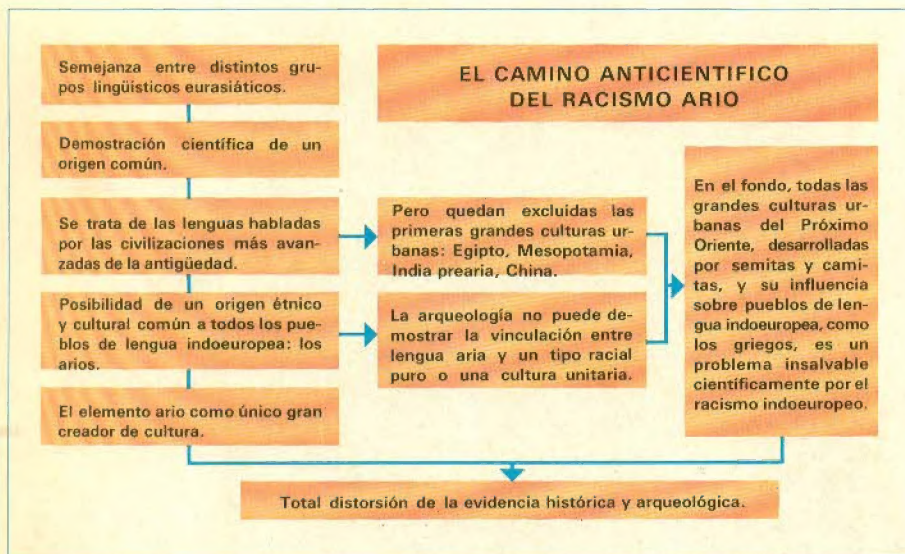 Semejanza entre distintos gru-
pos lingüísticos eurasiáticos.
EL CAMINO ANTICIENTIFICO
DEL RACISMO ARIO
Demostración científica de un
origen común.
Se trata de las lenguas habladas
por las civilizaciones más avan-
zadas de la antigüedad.
Pero quedan excluidas las
primeras grandes culturas ur-
banas: Egipto, Mesopotamia,
India prearia, China.
Posibilidad de un origen étnico
y cultural común a todos los pue-
blos de lengua indoeuropea: los
arios.
La arqueología no puede de-
mostrar la vinculación entre
lengua aria y un tipo racial
puro o una cultura unitaria.
En el fondo, todas las
grandes culturas ur-
banas del Próximo
Oriente, desarrolladas
por semitas y cami-
tas, y su influencia
sobre pueblos de len-
gua indoeuropea, como
los griegos, es un
problema insalvable
científicamente por el
racismo indoeuropeo.
El elemento ario como único gran
creador de cultura.
Total distorsión de la evidencia histórica y arqueológica.